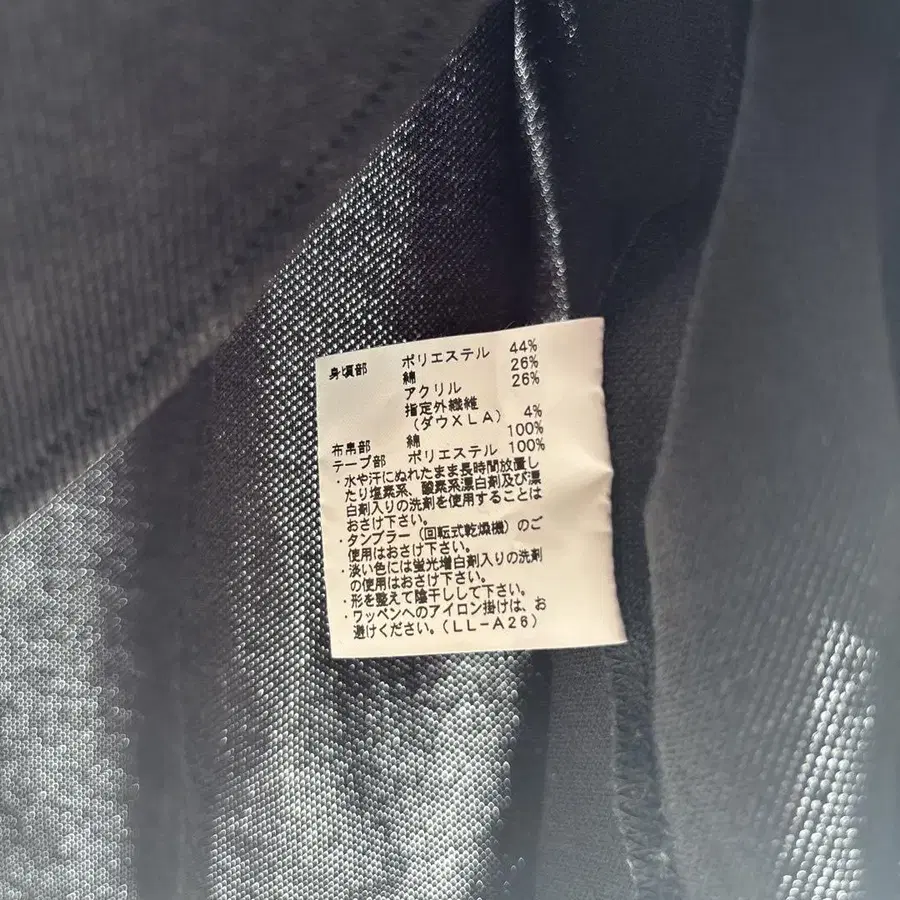 身頃部 ポリエステル 44%
綿 26%
アクリル 26%
指定外繊維
(ダウXLA) 4%
布帛部 綿 100%
テープ部 ポリエステル 100%
・水や汗にぬれたまま長時間放置し
たり塩素系、酸素系漂白剤及び漂
白剤入りの洗剤を使用することは
おさけ下さい。
・タンブラー(回転式乾燥機)のご
使用はおさけ下さい。
・淡い色には蛍光増白剤入りの洗剤
の使用はおさけ下さい。
・形を整えて陰干しして下さい。
・ワッペンへのアイロン掛けは、お
避けください。(LL-A26)